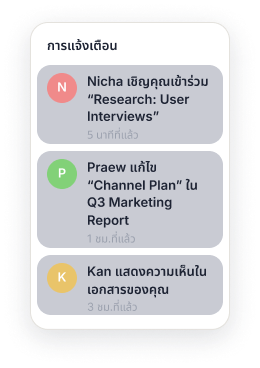 การแจ้งเตือน
N
Nicha เชิญคุณเข้าร่วม
“Research: User
Interviews”
5 นาทีที่แล้ว
P
Praew แก้ไข
“Channel Plan” ใน
Q3 Marketing
Report
1 ชม.ที่แล้ว
K
Kan แสดงความเห็นใน
เอกสารของคุณ
3 ชม.ที่แล้ว